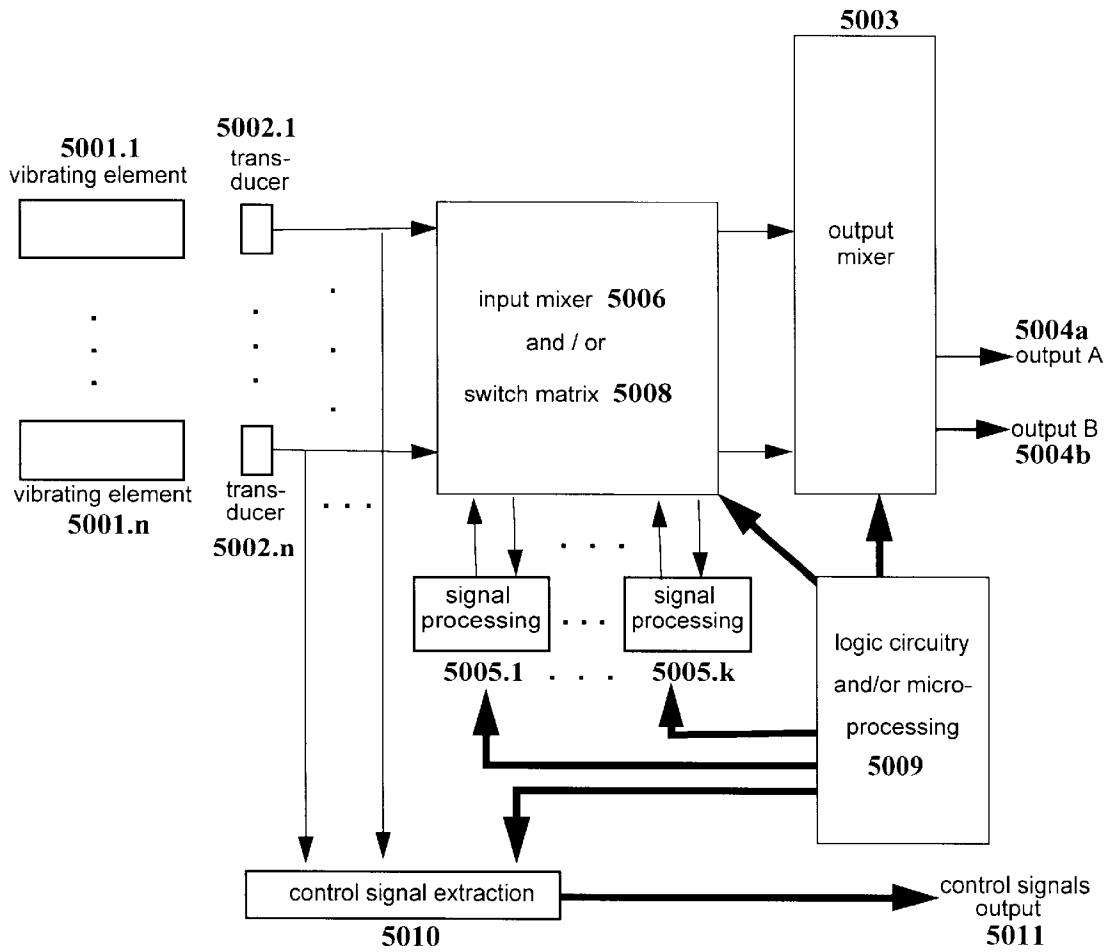 5003
5001.1
vibrating element
5002.1
trans-
ducer
output
mixer
input mixer 5006
and / or
switch matrix 5008
5004a
output A
output B
5004b
vibrating element
5001.n
trans-
ducer
5002.n
signal
processing
signal
processing
5005.1
5005.k
logic circuitry
and/or micro-
processing
5009
control signal extraction
5010
control signals
output
5011